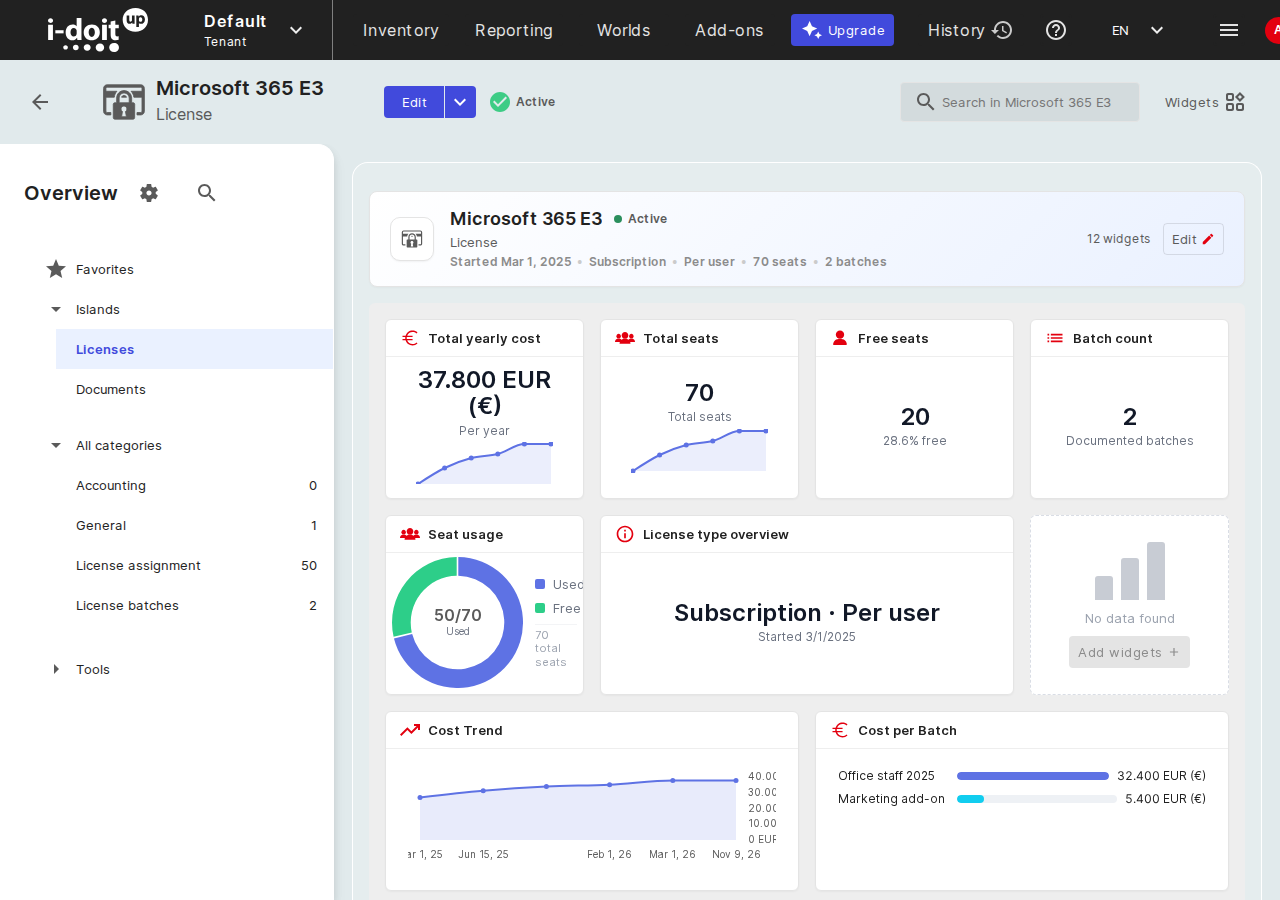 i-doit up
Default
Tenant
Inventory
Reporting
Worlds
Add-ons
Upgrade
History
EN
A
Microsoft 365 E3
License
Edit
Active
Search in Microsoft 365 E3
Widgets
Overview
Favorites
Islands
Licenses
Documents
All categories
Accounting 0
General 1
License assignment 50
License batches 2
Tools
Microsoft 365 E3 Active
License
Started Mar 1, 2025 • Subscription • Per user • 70 seats • 2 batches
12 widgets
Edit
Total yearly cost
37.800 EUR
(€)
Per year
Total seats
70
Total seats
Free seats
20
28.6% free
Batch count
2
Documented batches
Seat usage
50/70
Used
Used
Free
70
total
seats
License type overview
Subscription · Per user
Started 3/1/2025
No data found
Add widgets +
Cost Trend
40.00
30.00
20.00
10.00
0 EUR
ar 1, 25 Jun 15, 25 Feb 1, 26 Mar 1, 26 Nov 9, 26
Cost per Batch
Office staff 2025 32.400 EUR (€)
Marketing add-on 5.400 EUR (€)